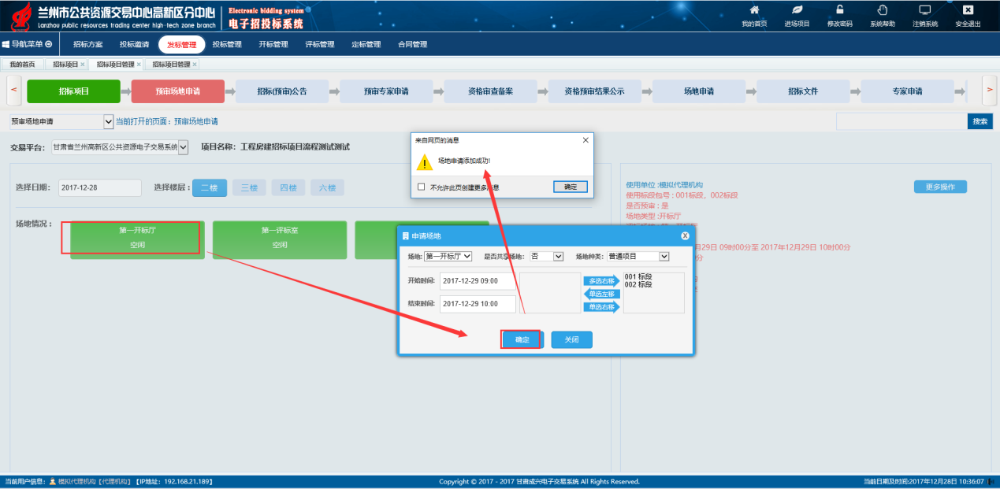 兰州市公共资源交易中心高新区分中心
Lanzhou public resources trading center high-tech zone branch
Electronic bidding system
电子招投标系统
我的首页 进场项目 修改密码 系统帮助 注销系统 安全退出
导航菜单 招标方案 投标邀请 发标管理 投标管理 开标管理 评标管理 定标管理 合同管理
我的首页 招标项目 × 招标项目管理 × 招标项目管理 ×
< 招标项目 预审场地申请 招标(预审)公告 预审专家申请 资格审查备案 资格预审结果公示 场地申请 招标文件 专家申请 >
预审场地申请 当前打开的页面：预审场地申请 搜索
交易平台： 甘肃省兰州高新区公共资源电子交易系统 项目名称：工程房建招标项目流程测试测试
来自网页的消息
场地申请添加成功!
不允许此页创建更多消息
确定
选择日期： 2017-12-28 选择楼层： 二楼 三楼 四楼 六楼
场地情况：
第一开标厅
空闲
第一评标室
空闲
使用单位 :模拟代理机构
更多操作
使用标段包号 : 001标段，002标段
是否预审 : 是
场地类型 :开标厅
月29日 09时00分至 2017年12月29日 10时00分
分
申请场地
场地: 第一开标厅 是否共享场地: 否 场地种类: 普通项目
开始时间: 2017-12-29 09:00
结束时间: 2017-12-29 10:00
多选右移
单选左移
单选右移
001 标段
002 标段
确定 关闭
当前用户信息： 模拟代理机构【代理机构】 【IP地址：192.168.21.189】
Copyright © 2017 - 2017 甘肃成兴电子交易系统 All Rights Reserved.
当前日期及时间:2017年12月28日 10:36:07